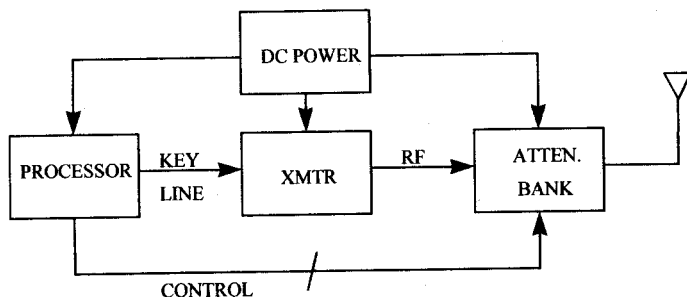 DC POWER
PROCESSOR
KEY
LINE
XMTR
RF
ATTEN.
BANK
CONTROL